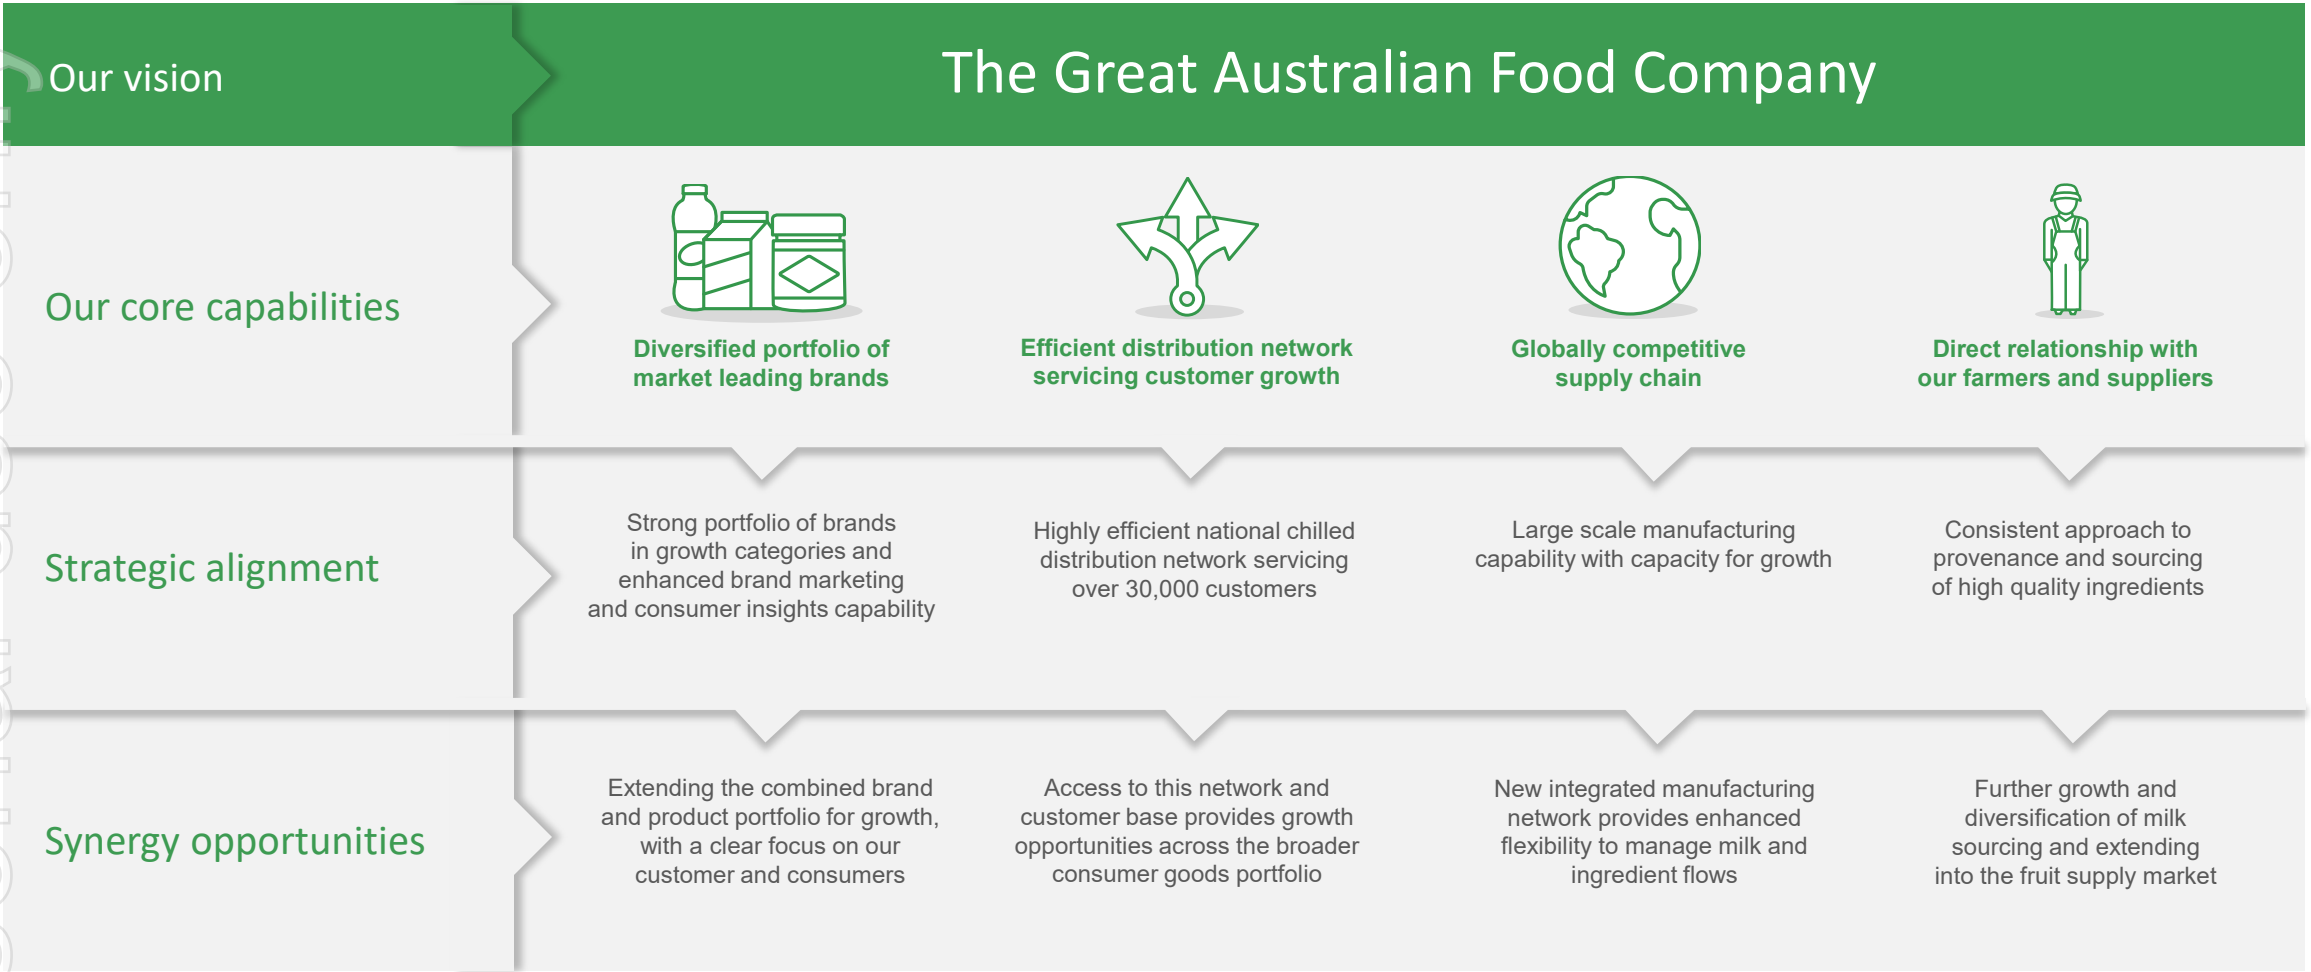 Our vision
The Great Australian Food Company
Our core capabilities
Diversified portfolio of
market leading brands
Efficient distribution network
servicing customer growth
Globally competitive
supply chain
Direct relationship with
our farmers and suppliers
Strategic alignment
Strong portfolio of brands
in growth categories and
enhanced brand marketing
and consumer insights capability
Highly efficient national chilled
distribution network servicing
over 30,000 customers
Large scale manufacturing
capability with capacity for growth
Consistent approach to
provenance and sourcing
of high quality ingredients
Synergy opportunities
Extending the combined brand
and product portfolio for growth,
with a clear focus on our
customer and consumers
Access to this network and
customer base provides growth
opportunities across the broader
consumer goods portfolio
New integrated manufacturing
network provides enhanced
flexibility to manage milk and
ingredient flows
Further growth and
diversification of milk
sourcing and extending
into the fruit supply market